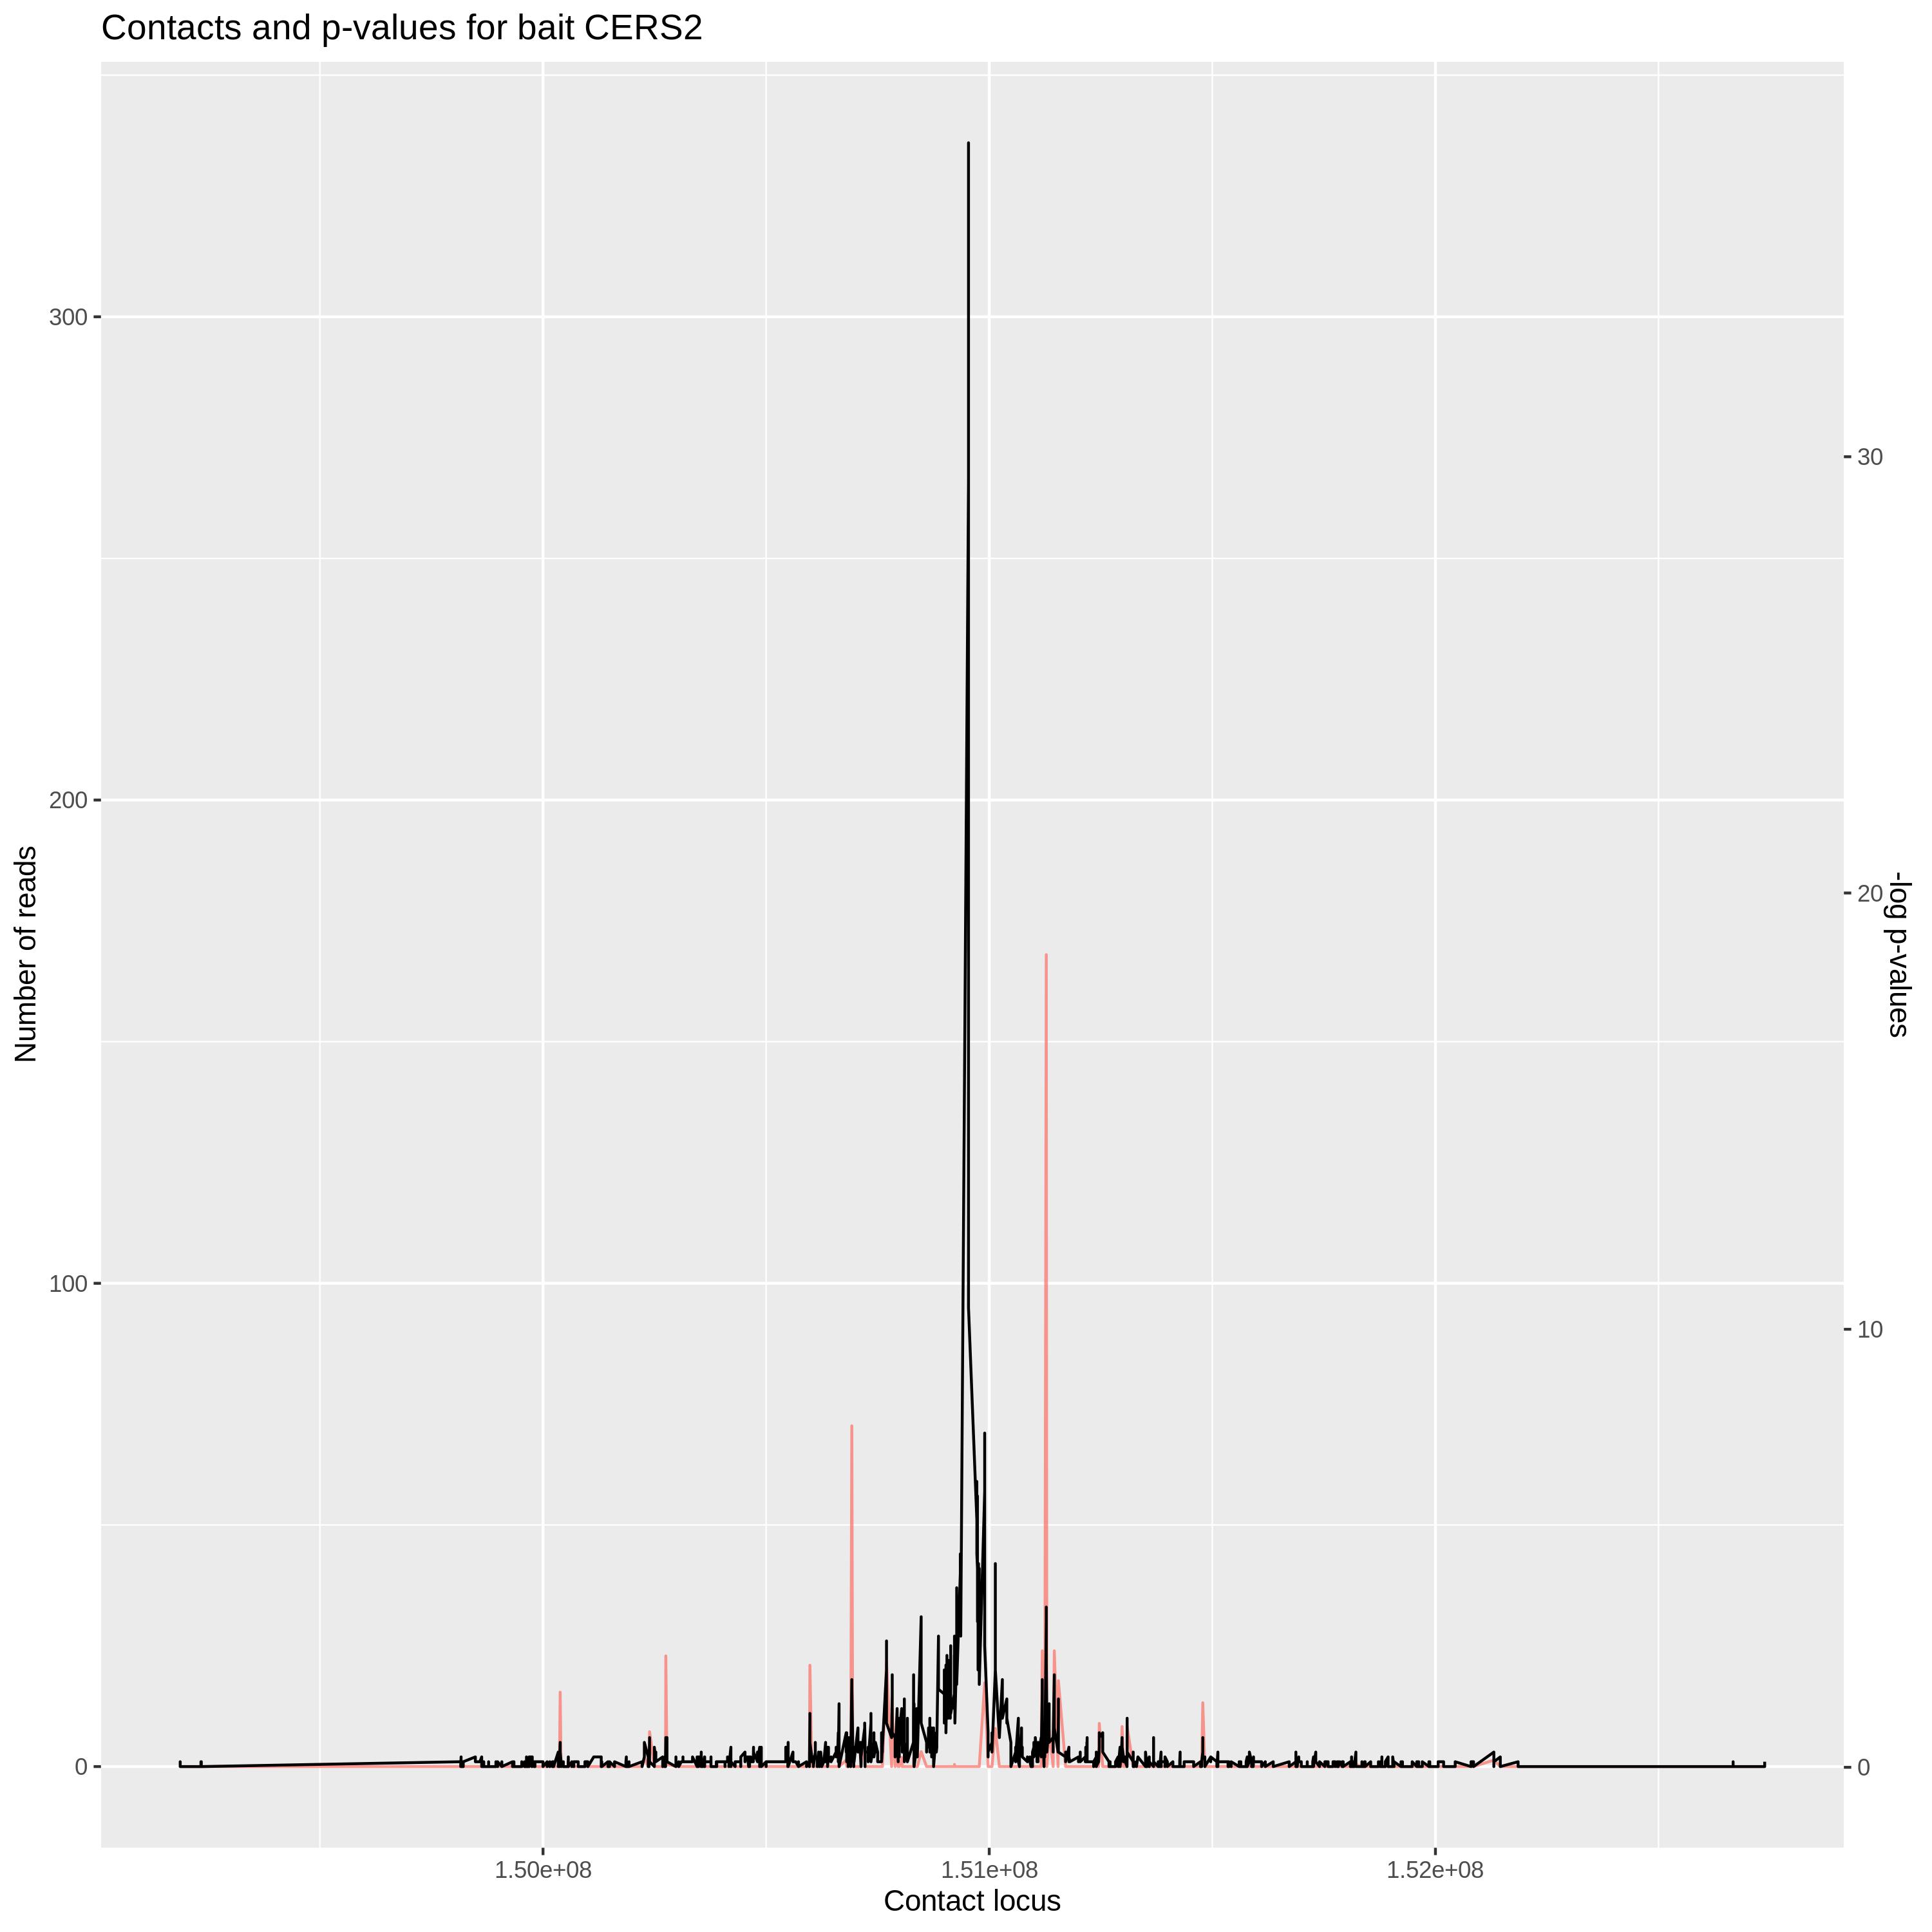 Contacts and p-values for bait CERS2
300
200
100
0
Number of reads
30
20
10
0
-log p-values
1.50e+08
1.51e+08
1.52e+08
Contact locus